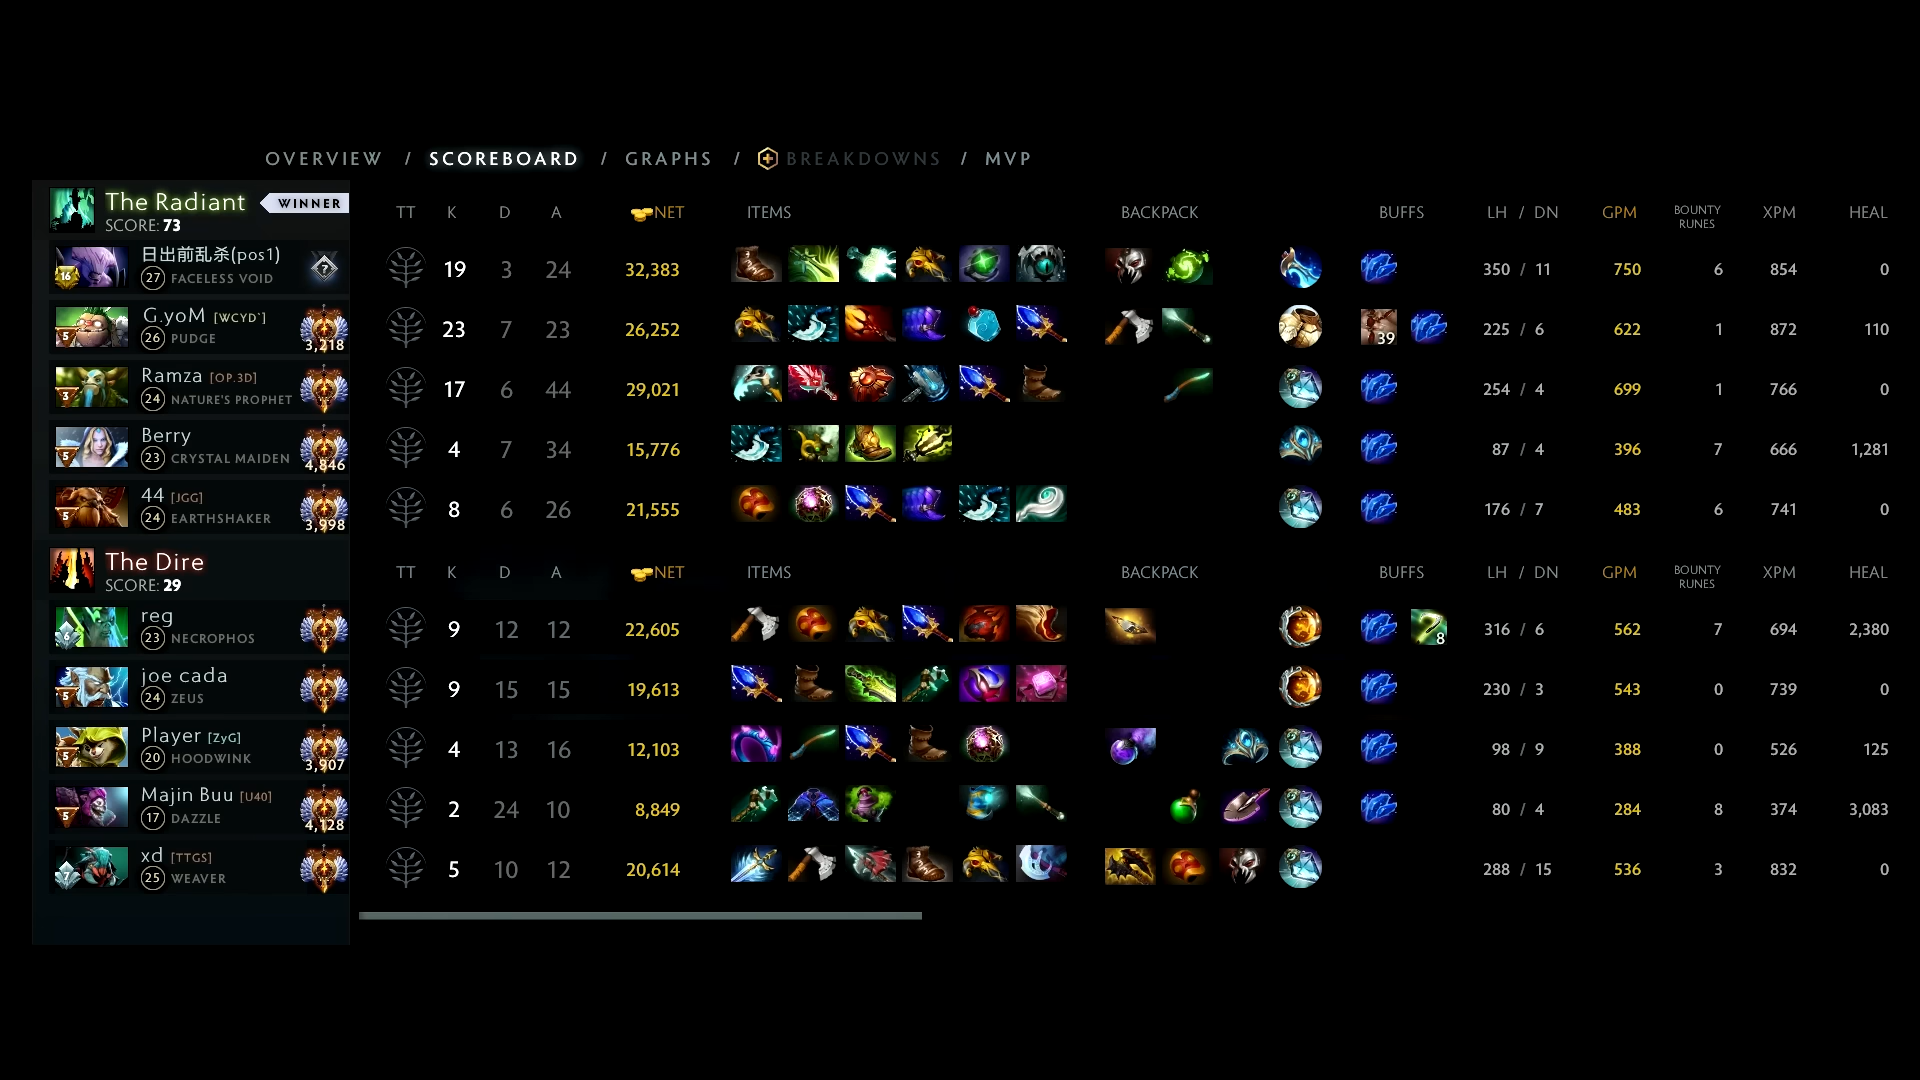 OVERVIEW / SCOREBOARD / GRAPHS / BREAKDOWNS / MVP
The Radiant WINNER
SCORE: 73
TT K D A NET ITEMS BACKPACK BUFFS LH / DN GPM BOUNTY RUNES XPM HEAL
日出前乱杀(pos1)
16 27 FACELESS VOID ? 19 3 24 32,383 350 / 11 750 6 854 0
G.yoM [WCYD`]
5 26 PUDGE 3,218 23 7 23 26,252 39 225 / 6 622 1 872 110
Ramza [OP.3D]
3 24 NATURE'S PROPHET 17 6 44 29,021 254 / 4 699 1 766 0
Berry
5 23 CRYSTAL MAIDEN 4,846 4 7 34 15,776 87 / 4 396 7 666 1,281
44 [JGG]
5 24 EARTHSHAKER 3,998 8 6 26 21,555 176 / 7 483 6 741 0
The Dire
SCORE: 29
TT K D A NET ITEMS BACKPACK BUFFS LH / DN GPM BOUNTY RUNES XPM HEAL
reg
6 23 NECROPHOS 9 12 12 22,605 8 316 / 6 562 7 694 2,380
joe cada
5 24 ZEUS 9 15 15 19,613 230 / 3 543 0 739 0
Player [ZyG]
5 20 HOODWINK 3,907 4 13 16 12,103 98 / 9 388 0 526 125
Majin Buu [U40]
5 17 DAZZLE 4,128 2 24 10 8,849 80 / 4 284 8 374 3,083
xd [TTGS]
7 25 WEAVER 5 10 12 20,614 288 / 15 536 3 832 0